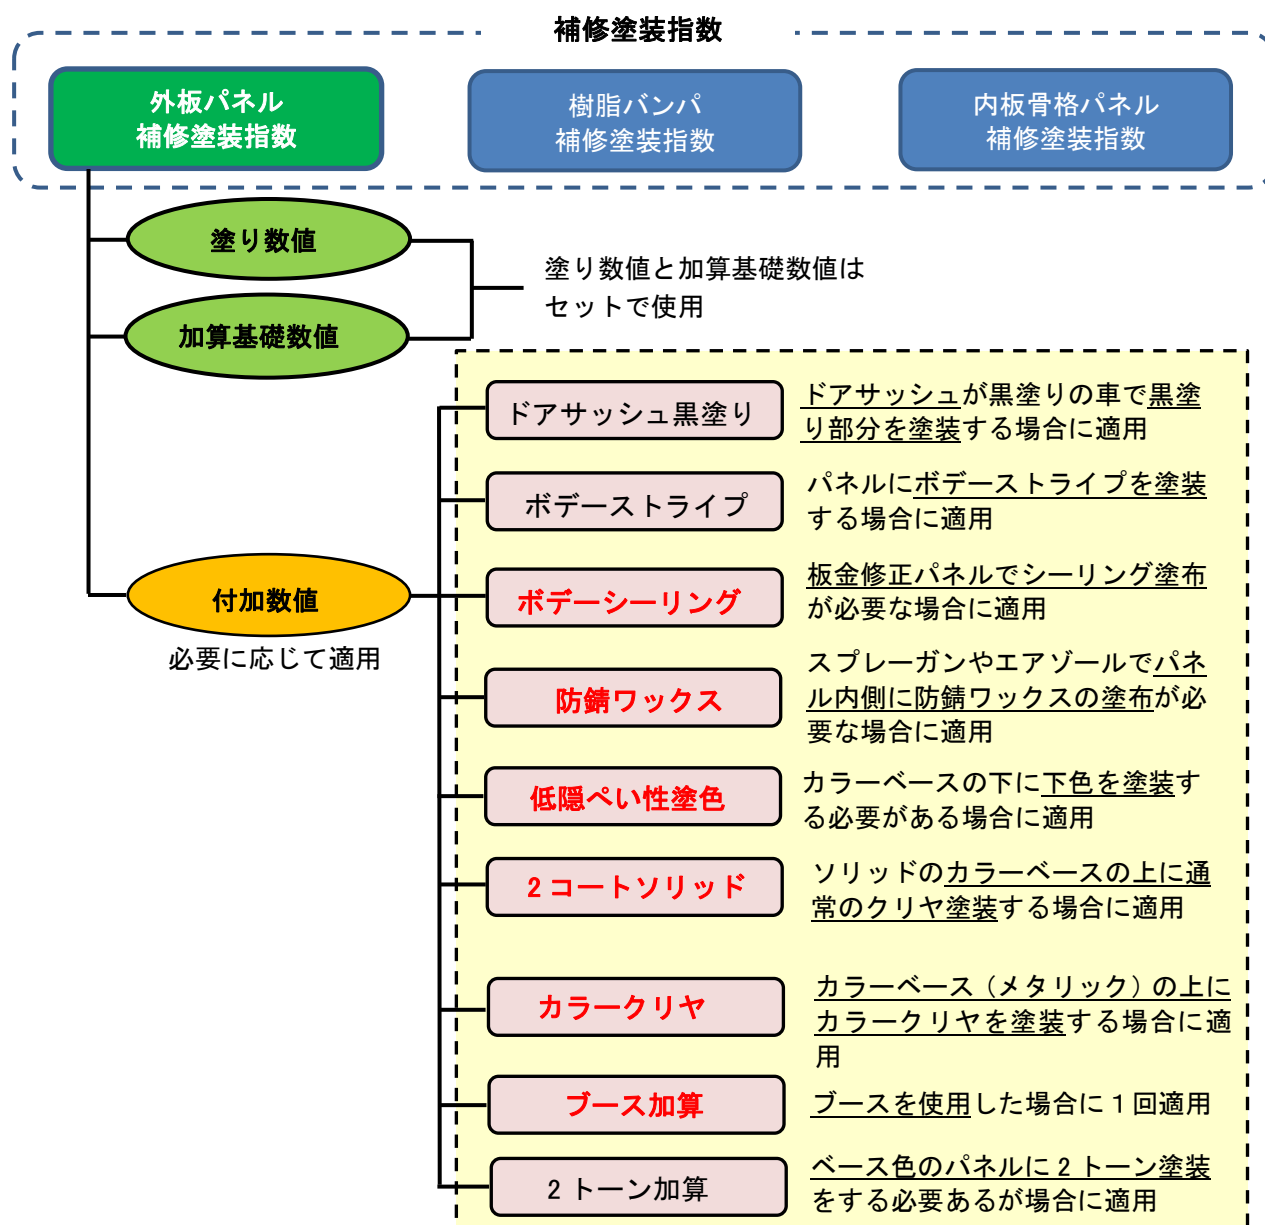 補修塗装指数
外板パネル
補修塗装指数
樹脂バンパ
補修塗装指数
内板骨格パネル
補修塗装指数
塗り数値
加算基礎数値
塗り数値と加算基礎数値は
セットで使用
付加数値
必要に応じて適用
ドアサッシュ黒塗り
ドアサッシュが黒塗りの車で黒塗
り部分を塗装する場合に適用
ボデーストライプ
パネルにボデーストライプを塗装
する場合に適用
ボデーシーリング
板金修正パネルでシーリング塗布
が必要な場合に適用
防錆ワックス
スプレーガンやエアゾールでパネ
ル内側に防錆ワックスの塗布が必
要な場合に適用
低隠ぺい性塗色
カラーベースの下に下色を塗装す
る必要がある場合に適用
2コートソリッド
ソリッドのカラーベースの上に通
常のクリヤ塗装する場合に適用
カラークリヤ
カラーベース（メタリック）の上に
カラークリヤを塗装する場合に適
用
ブース加算
ブースを使用した場合に1回適用
2トーン加算
ベース色のパネルに2トーン塗装
をする必要あるが場合に適用